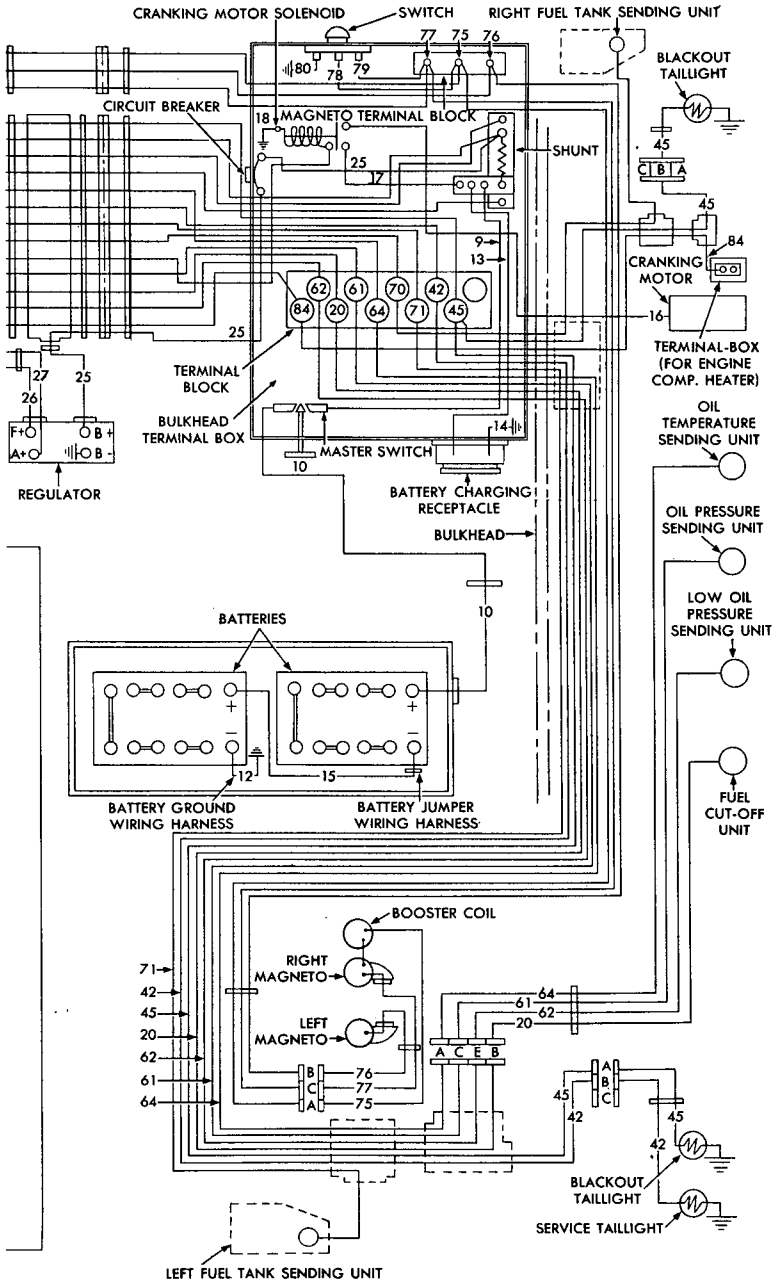 CRANKING MOTOR SOLENOID
SWITCH
RIGHT FUEL TANK SENDING UNIT
77 75 76
80 78 79
BLACKOUT
TAILLIGHT
CIRCUIT BREAKER
MAGNETO TERMINAL BLOCK
18
45
SHUNT
25
17
C B A
45
9
13
84
CRANKING
MOTOR
62 61 70 42
84 20 64 71 45
16
25
TERMINAL
BLOCK
TERMINAL-BOX
(FOR ENGINE
COMP. HEATER)
27 25
26
BULKHEAD
TERMINAL BOX
F+ B +
A+ B -
14
MASTER SWITCH
10
REGULATOR
BATTERY CHARGING
RECEPTACLE
OIL
TEMPERATURE
SENDING UNIT
BULKHEAD
OIL PRESSURE
SENDING UNIT
10
LOW OIL
PRESSURE
SENDING UNIT
BATTERIES
+ +
− −
12 15
BATTERY GROUND
WIRING HARNESS
BATTERY JUMPER
WIRING HARNESS
FUEL
CUT-OFF
UNIT
BOOSTER COIL
RIGHT
MAGNETO
71
42
45
20
62
61
64
LEFT
MAGNETO
64
61
62
20
A C E B
B 76
C 77
A 75
A
B
C
45
42
45
42
BLACKOUT
TAILLIGHT
SERVICE TAILLIGHT
LEFT FUEL TANK SENDING UNIT